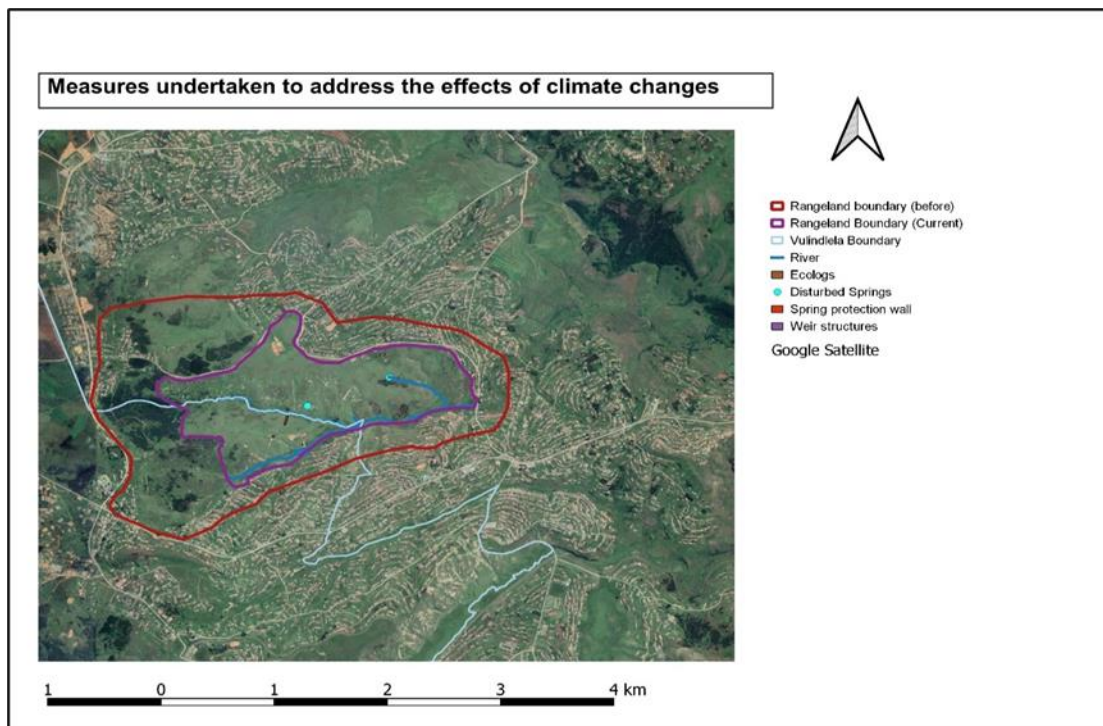 Measures undertaken to address the effects of climate changes
Rangeland boundary (before)
Rangeland Boundary (Current)
Vulindlela Boundary
River
Ecologs
Disturbed Springs
Spring protection wall
Weir structures
Google Satellite
1 0 1 2 3 4 km